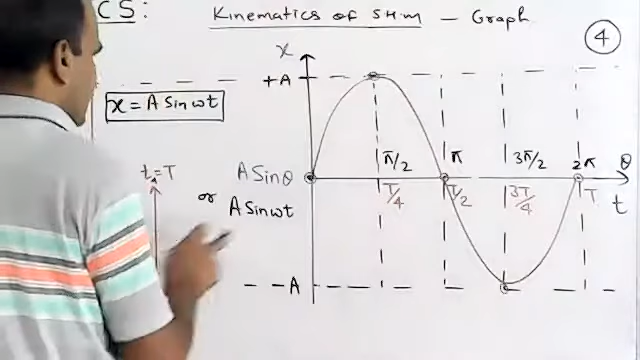 CS:
Kinematics of SHM – Graph
4
x
+A
x = A Sin ωt
π/2 π 3π/2 2π θ
t = T
A Sin θ
or
A Sin ωt
T/4 T/2 3T/4 T t
-A